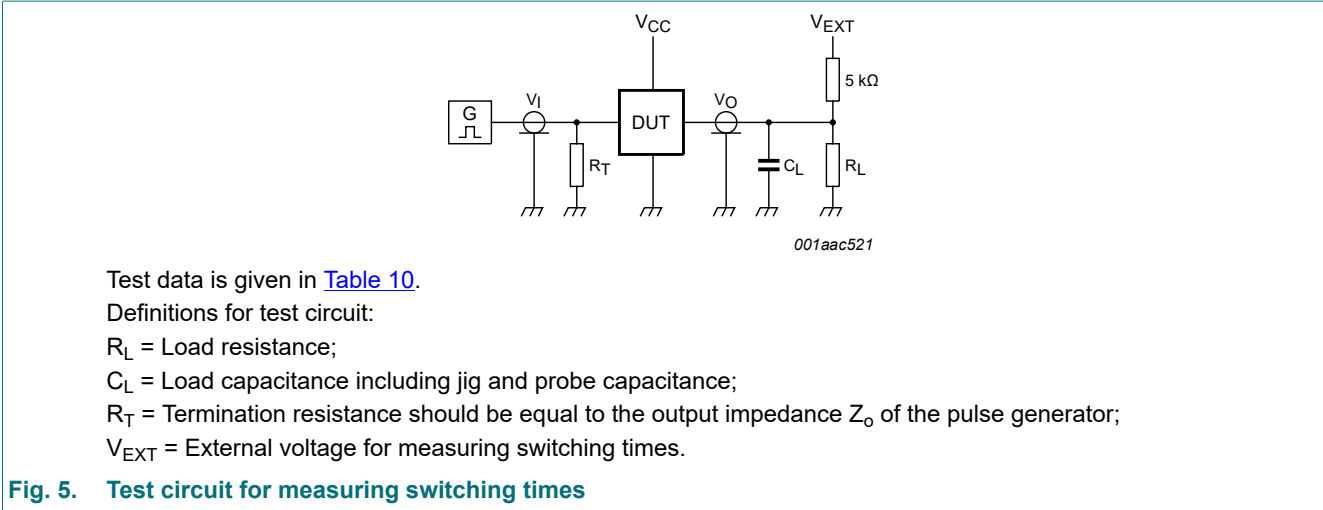 VCC
VEXT
5 kΩ
G
VI
DUT
VO
RT
CL
RL
001aac521
Test data is given in Table 10.
Definitions for test circuit:
RL = Load resistance;
CL = Load capacitance including jig and probe capacitance;
RT = Termination resistance should be equal to the output impedance Zo of the pulse generator;
VEXT = External voltage for measuring switching times.
Fig. 5. Test circuit for measuring switching times